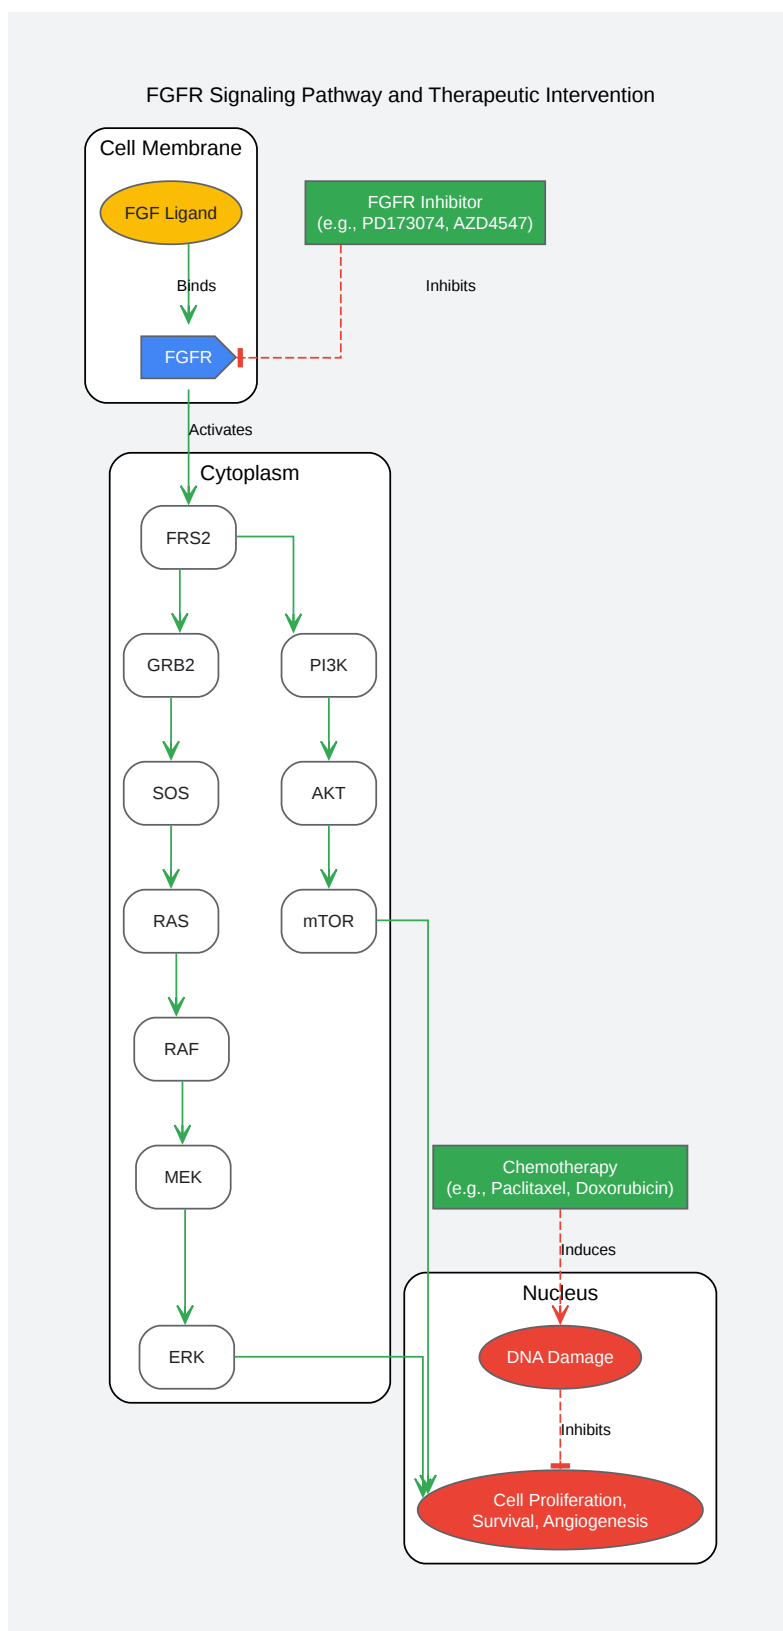 FGFR Signaling Pathway and Therapeutic Intervention
Cell Membrane
FGF Ligand
FGFR Inhibitor
(e.g., PD173074, AZD4547)
Binds
Inhibits
FGFR
Activates
Cytoplasm
FRS2
GRB2
PI3K
SOS
AKT
RAS
mTOR
RAF
MEK
Chemotherapy
(e.g., Paclitaxel, Doxorubicin)
Induces
Nucleus
ERK
DNA Damage
Inhibits
Cell Proliferation,
Survival, Angiogenesis